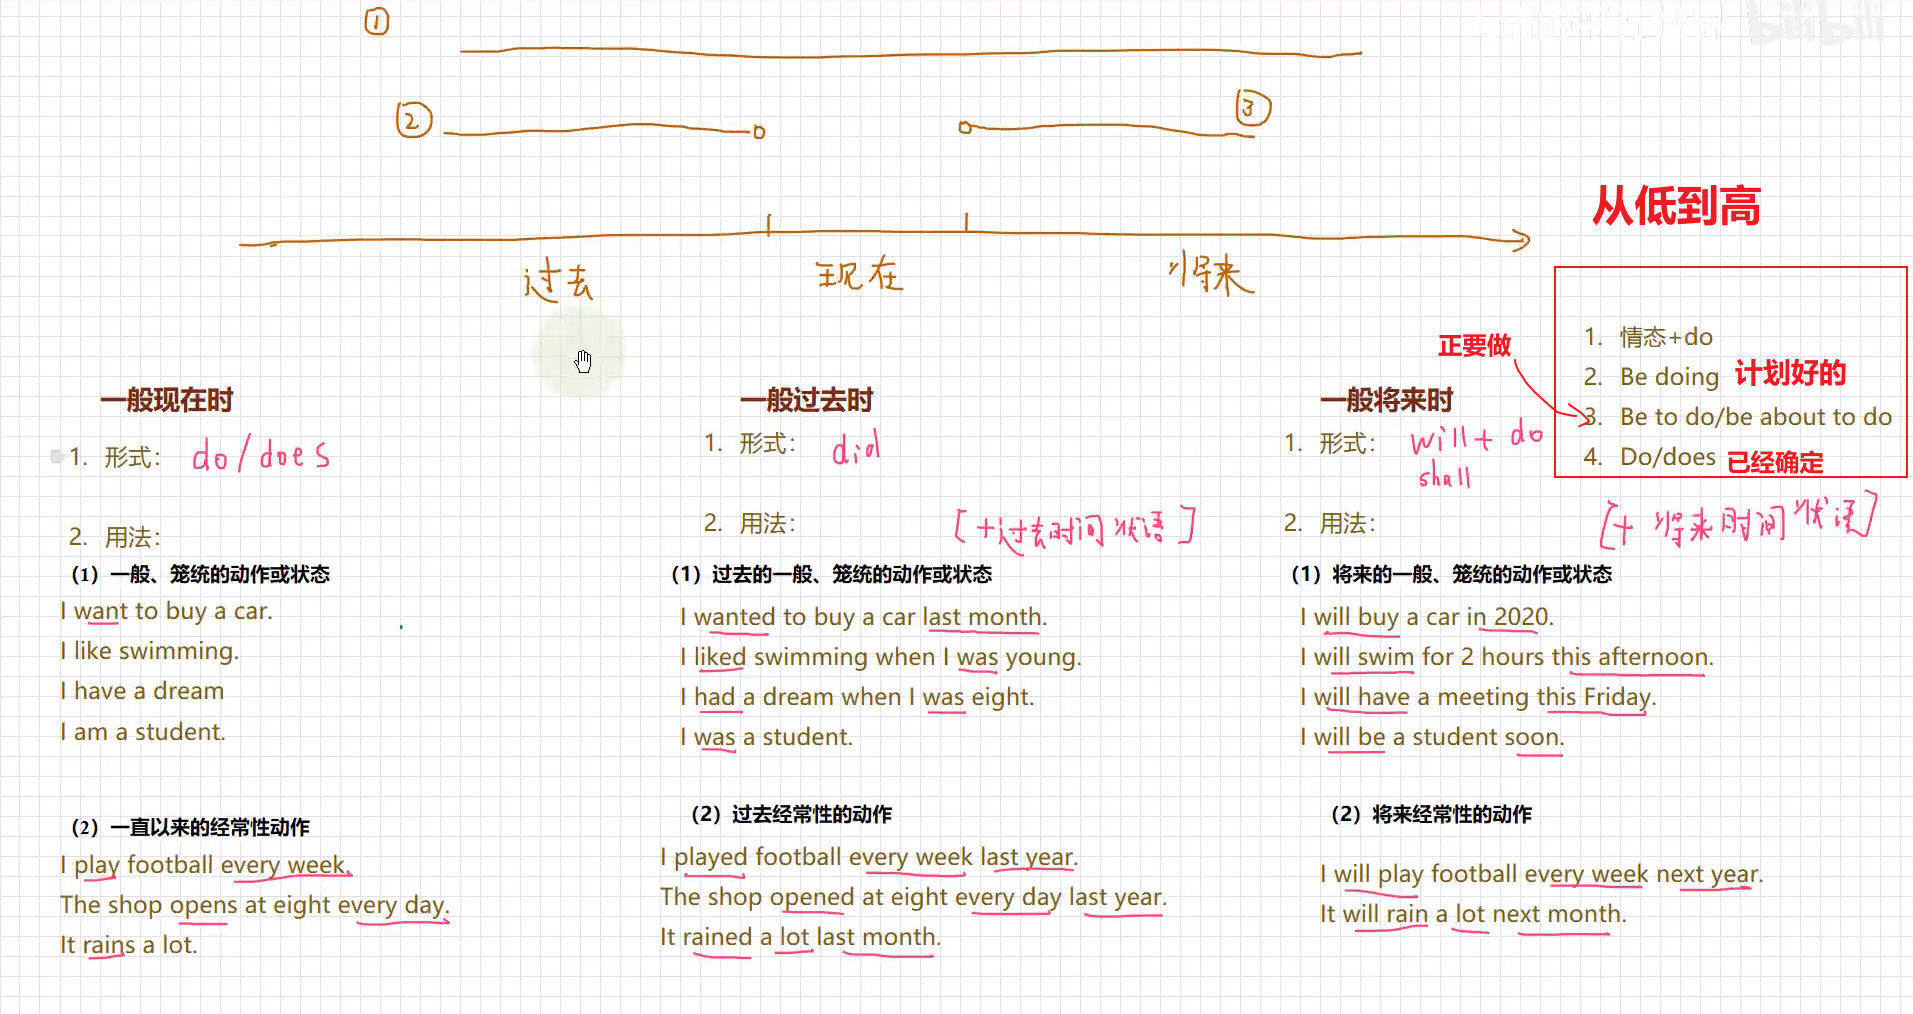 bilibili
①
②
③
过去
现在
将来
从低到高
1. 情态+do
2. Be doing 计划好的
正要做
3. Be to do/be about to do
4. Do/does 已经确定
一般现在时
1. 形式： do/does
2. 用法：
（1）一般、笼统的动作或状态
I want to buy a car.
I like swimming.
I have a dream
I am a student.
（2）一直以来的经常性动作
I play football every week.
The shop opens at eight every day.
It rains a lot.
一般过去时
1. 形式： did
2. 用法： [+过去时间状语]
（1）过去的一般、笼统的动作或状态
I wanted to buy a car last month.
I liked swimming when I was young.
I had a dream when I was eight.
I was a student.
（2）过去经常性的动作
I played football every week last year.
The shop opened at eight every day last year.
It rained a lot last month.
一般将来时
1. 形式： will + do
shall
2. 用法： [+将来时间状语]
（1）将来的一般、笼统的动作或状态
I will buy a car in 2020.
I will swim for 2 hours this afternoon.
I will have a meeting this Friday.
I will be a student soon.
（2）将来经常性的动作
I will play football every week next year.
It will rain a lot next month.